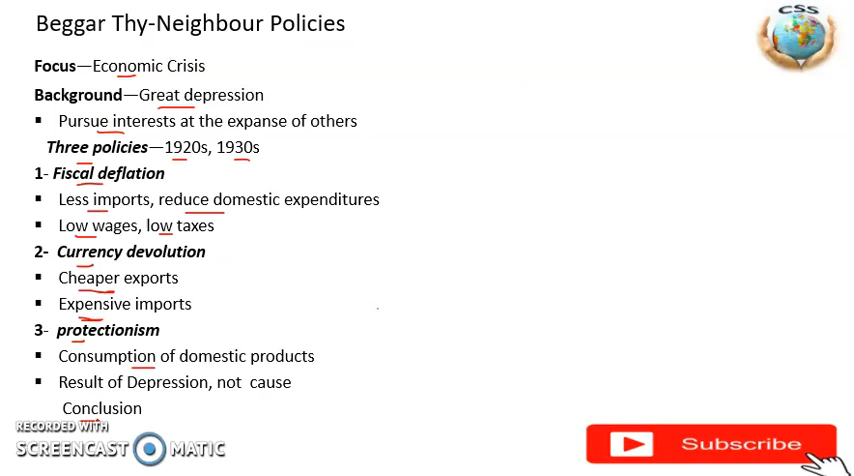 Beggar Thy-Neighbour Policies
CSS
Focus—Economic Crisis
Background—Great depression
▪ Pursue interests at the expanse of others
Three policies—1920s, 1930s
1- Fiscal deflation
▪ Less imports, reduce domestic expenditures
▪ Low wages, low taxes
2- Currency devolution
▪ Cheaper exports
▪ Expensive imports
3- protectionism
▪ Consumption of domestic products
▪ Result of Depression, not cause
Conclusion
RECORDED WITH
SCREENCAST MATIC
Subscribe